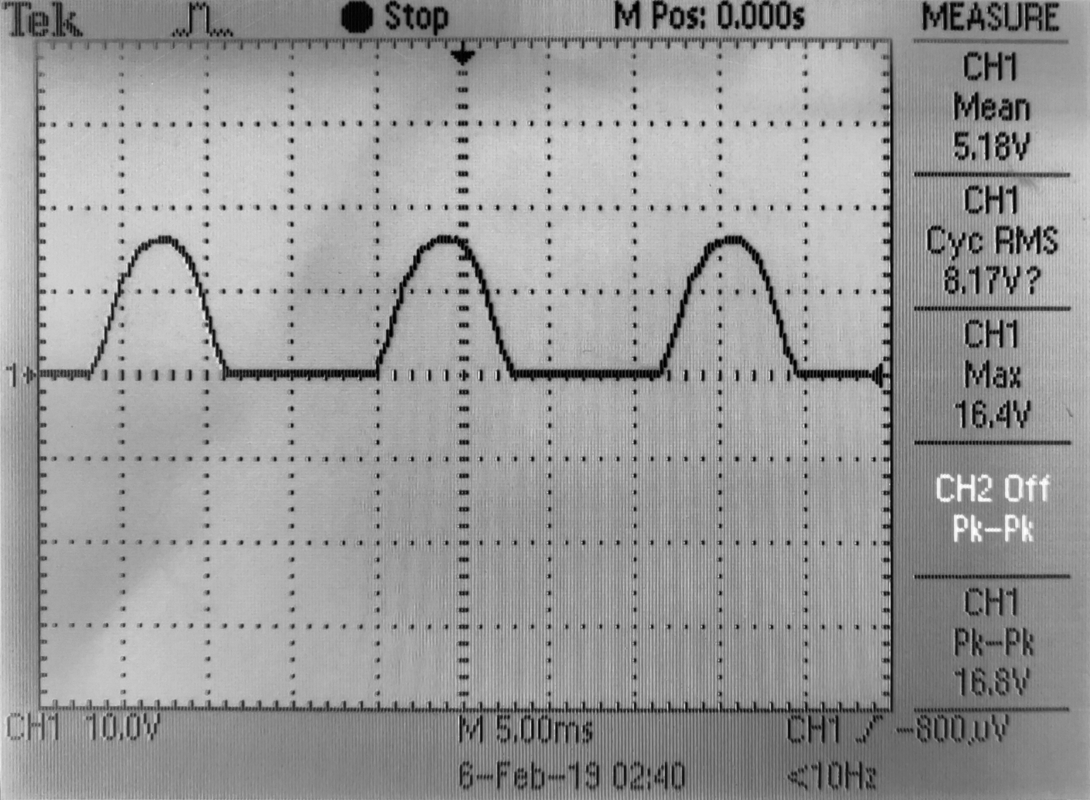 Tek Stop M Pos: 0.000s MEASURE
CH1
Mean
5.18V
CH1
Cyc RMS
8.17V?
CH1
Max
16.4V
CH2 Off
Pk-Pk
CH1
Pk-Pk
16.8V
1
CH1 10.0V M 5.00ms CH1 -800µV
6-Feb-19 02:40 <10Hz